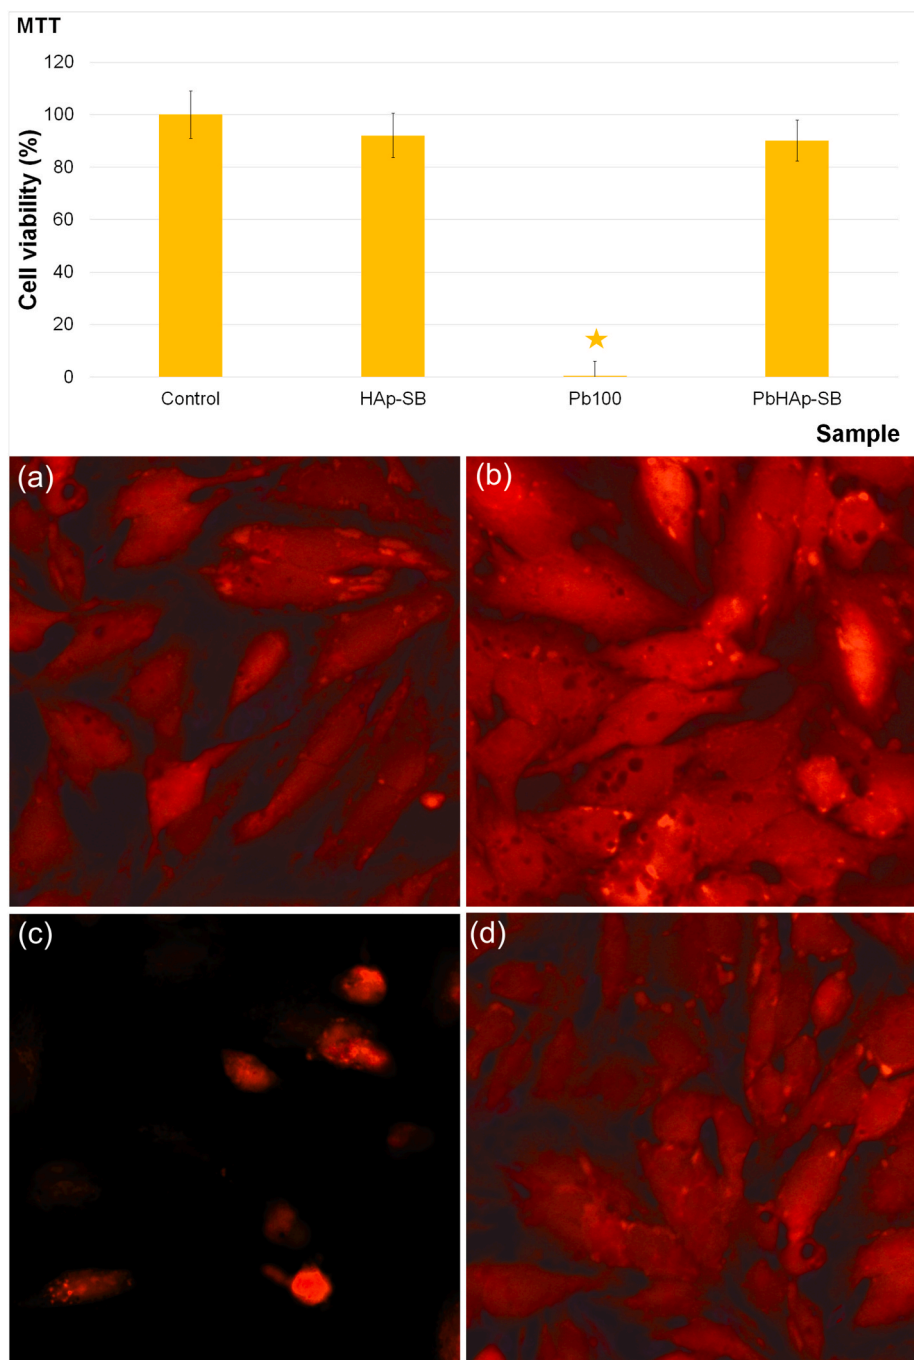 MTT
120
100
80
60
40
20
0
Cell viability (%)
Control HAp-SB Pb100 PbHAp-SB
Sample
(a) (b)
(c) (d)